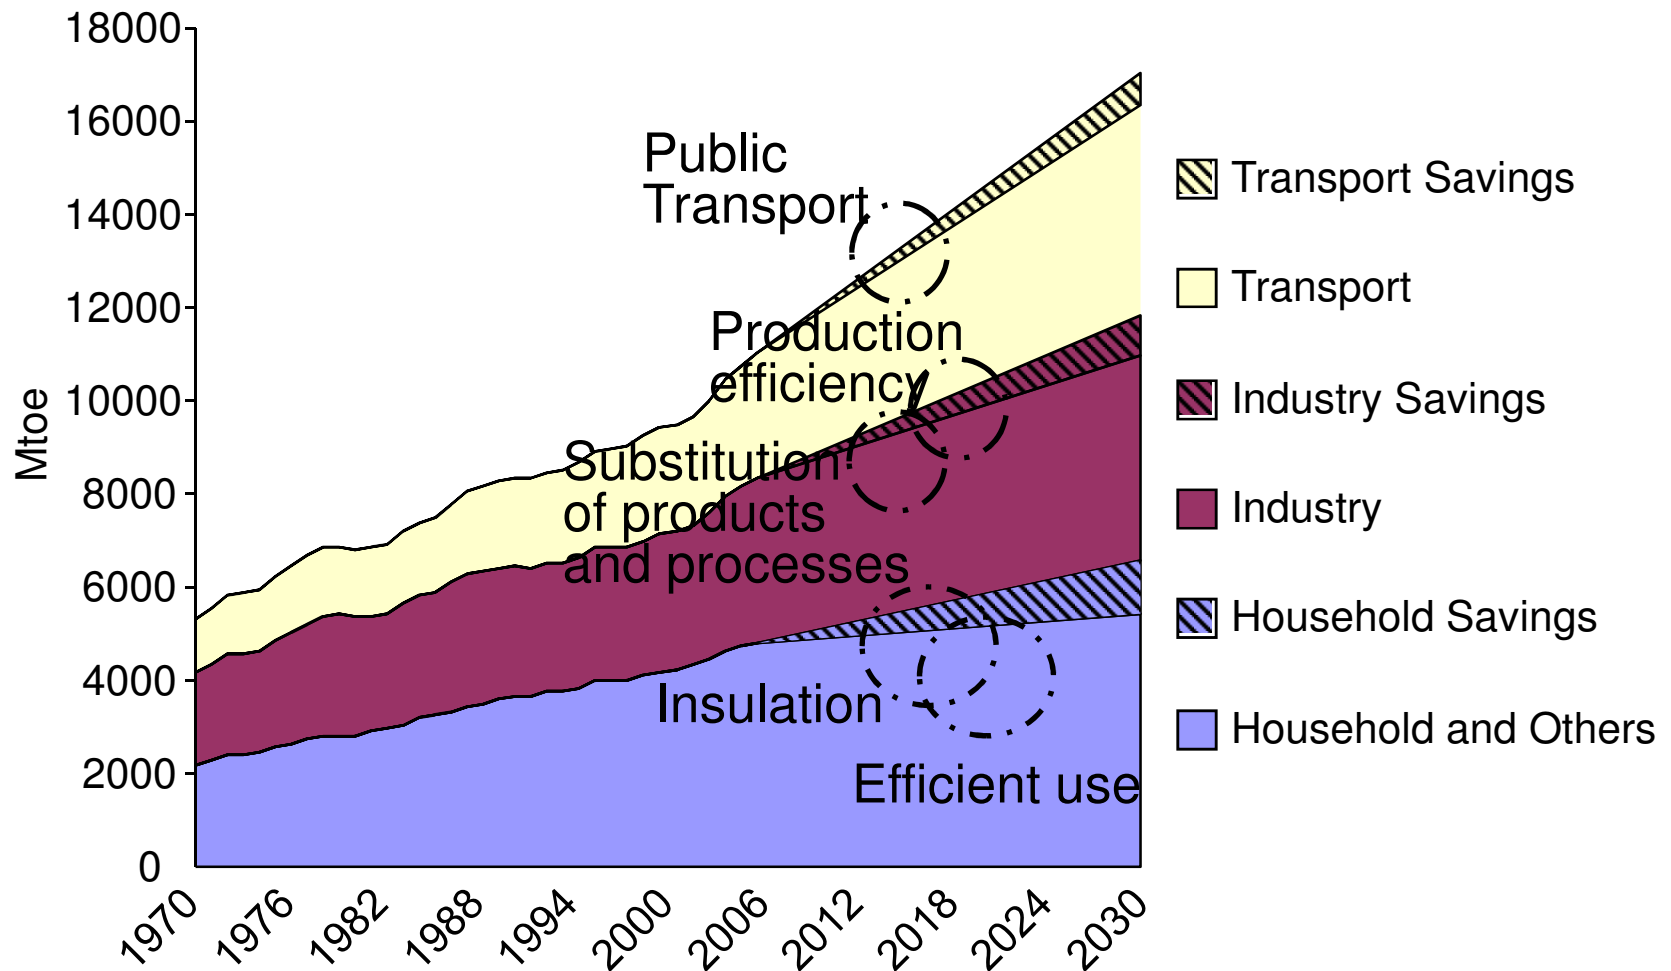 18000
16000
14000
12000
10000
8000
6000
4000
2000
0
Mtoe
1970
1976
1982
1988
1994
2000
2006
2012
2018
2024
2030
Public
Transport
Production
efficiency
Substitution
of products
and processes
Insulation
Efficient use
Transport Savings
Transport
Industry Savings
Industry
Household Savings
Household and Others